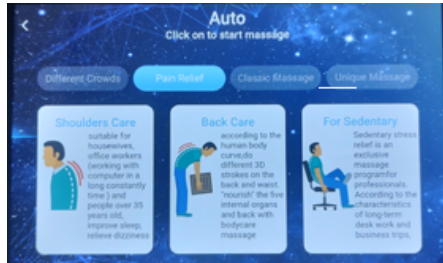 Auto
Click on to start massage
Different Crowds
Pain Relief
Classic Massage
Unique Massage
Shoulders Care
suitable for
housewives,
office workers
(working with
computer in a
long constantly
time ) and
people over 35
years old,
improve sleep,
relieve dizziness
Back Care
according to the
human body
curve,do
different 3D
strokes on the
back and waist.
'nourish' the five
internal organs
and back with
bodycare
massage
For Sedentary
Sedentary stress
relief is an
exclusive
massage
programfor
professionals.
According to the
characteristics
of long-term
desk work and
business trips,